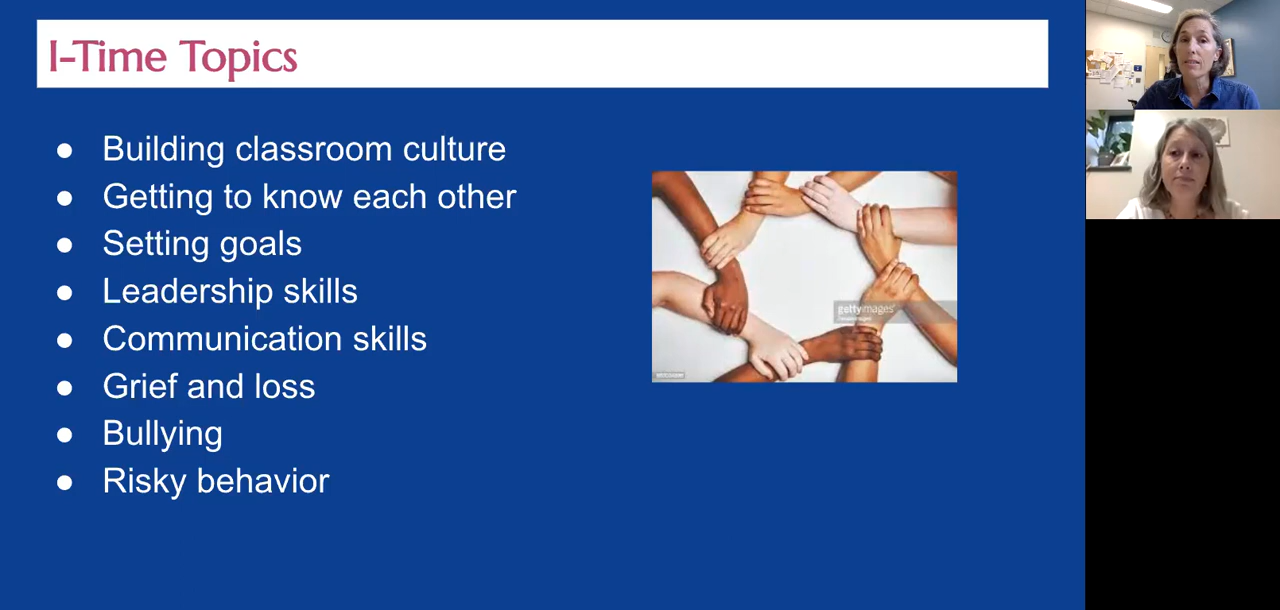 I-Time Topics
● Building classroom culture
● Getting to know each other
● Setting goals
● Leadership skills
● Communication skills
● Grief and loss
● Bullying
● Risky behavior
gettyimages